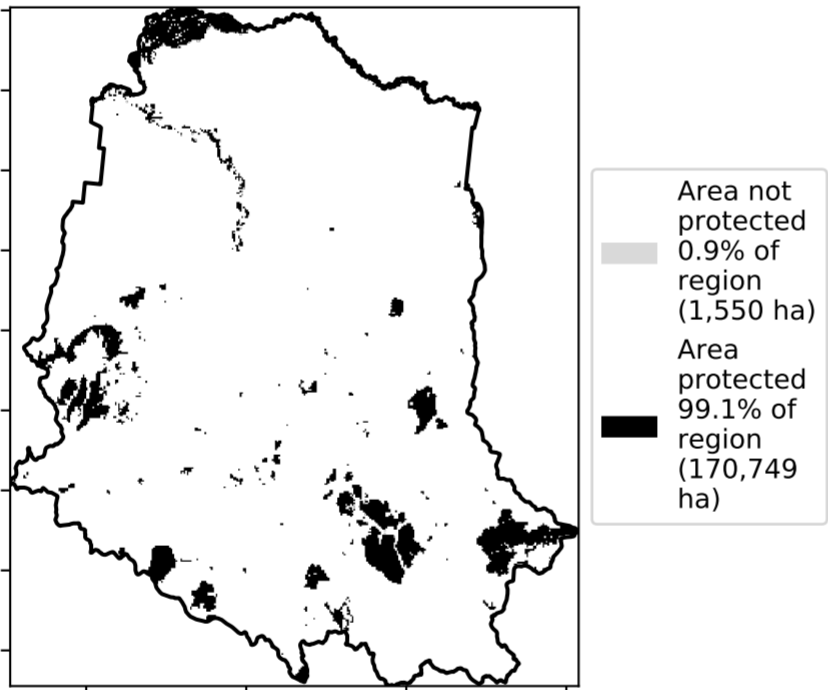 Area not
protected
0.9% of
region
(1,550 ha)
Area
protected
99.1% of
region
(170,749
ha)